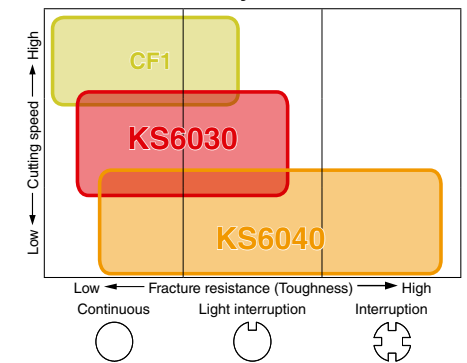 High
Cutting speed
Low
CF1
KS6030
KS6040
Low
Fracture resistance (Toughness)
High
Continuous
Light interruption
Interruption